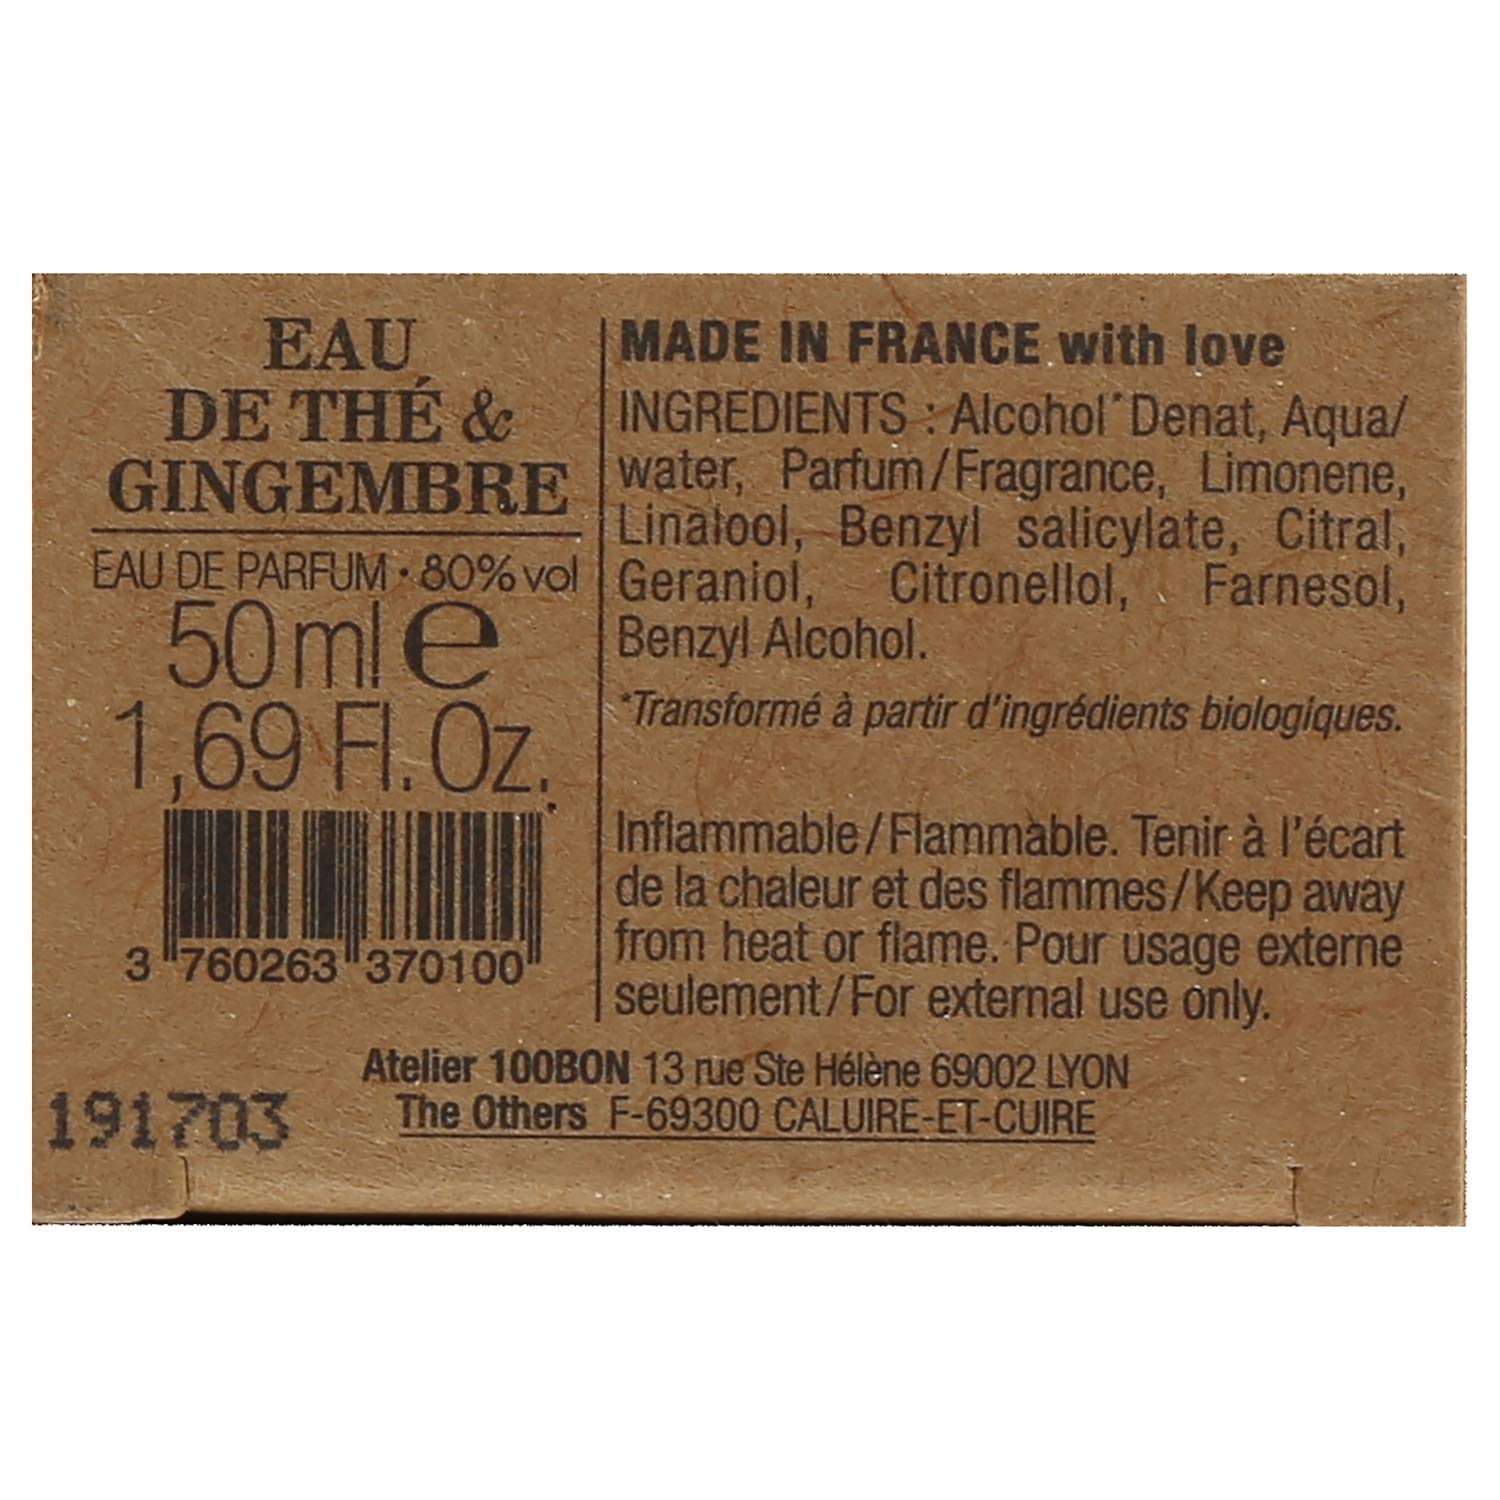 EAU
DE THÉ &
GINGEMBRE
EAU DE PARFUM · 80% vol
50 ml ℮
1,69 Fl. Oz.
3 760263 370100
MADE IN FRANCE with love
INGREDIENTS : Alcohol* Denat, Aqua/
water, Parfum/Fragrance, Limonene,
Linalool, Benzyl salicylate, Citral,
Geraniol, Citronellol, Farnesol,
Benzyl Alcohol.
*Transformé à partir d'ingrédients biologiques.
Inflammable/Flammable. Tenir à l'écart
de la chaleur et des flammes/Keep away
from heat or flame. Pour usage externe
seulement/For external use only.
Atelier 100BON 13 rue Ste Hélène 69002 LYON
The Others F-69300 CALUIRE-ET-CUIRE
191703